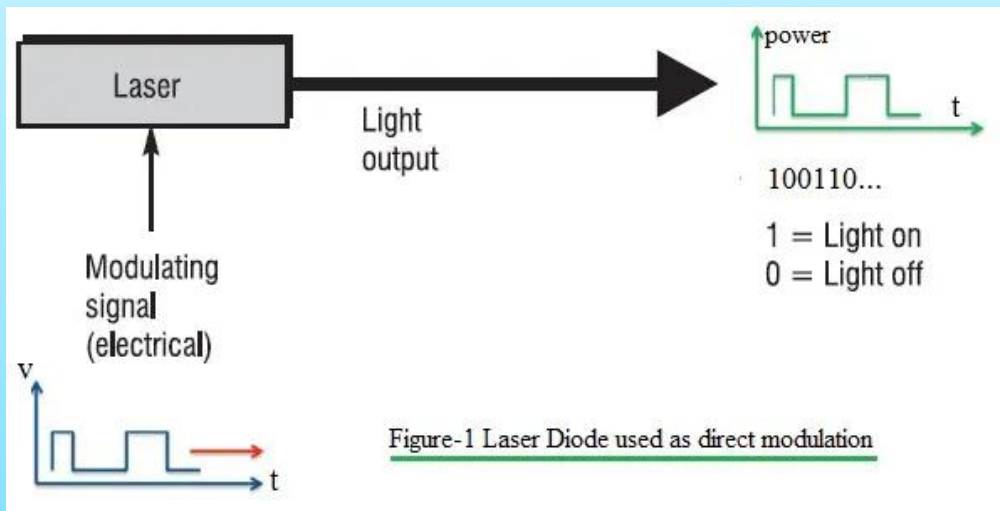 Laser
Light
output
power
t
100110...
1 = Light on
0 = Light off
Modulating
signal
(electrical)
v
t
Figure-1 Laser Diode used as direct modulation